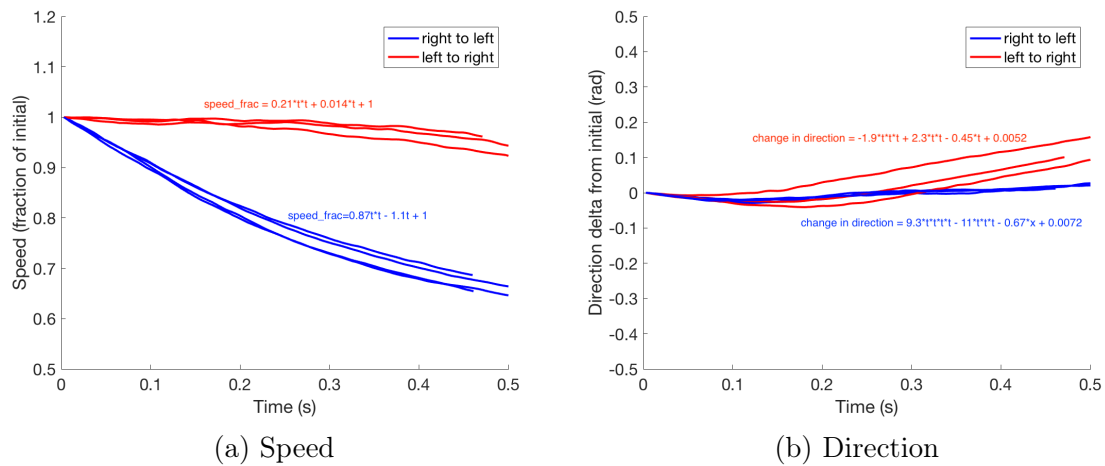 1.2
1.1
1
0.9
0.8
0.7
0.6
0.5
Speed (fraction of initial)
right to left
left to right
speed_frac = 0.21*t*t + 0.014*t + 1
speed_frac=0.87t*t - 1.1t + 1
0 0.1 0.2 0.3 0.4 0.5
Time (s)
(a) Speed
0.5
0.4
0.3
0.2
0.1
0
-0.1
-0.2
-0.3
-0.4
-0.5
Direction delta from initial (rad)
right to left
left to right
change in direction = -1.9*t*t*t + 2.3*t*t - 0.45*t + 0.0052
change in direction = 9.3*t*t*t*t - 11*t*t*t - 0.67*x + 0.0072
0 0.1 0.2 0.3 0.4 0.5
Time (s)
(b) Direction